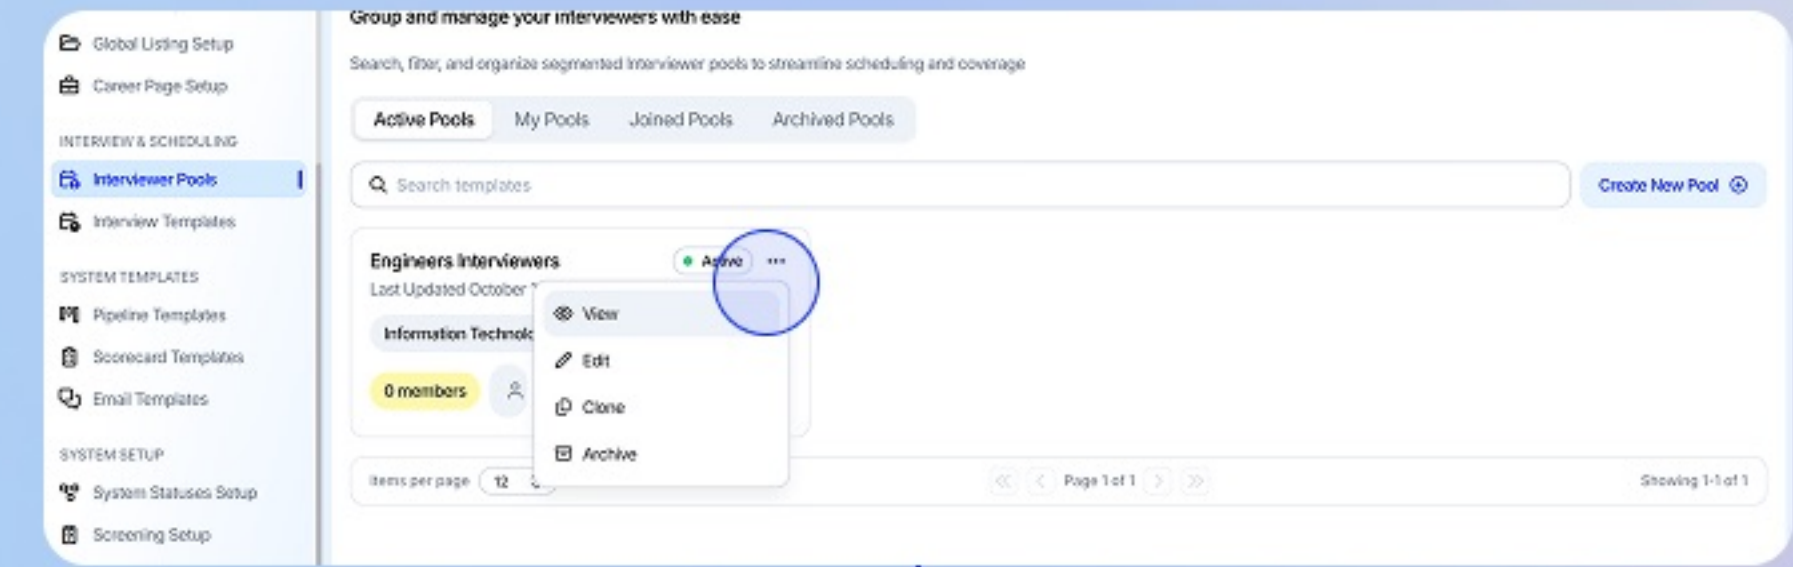 Group and manage your interviewers with ease
Global Listing Setup
Search, filter, and organize segmented Interviewer pools to streamline scheduling and coverage
Career Page Setup
Active Pools My Pools Joined Pools Archived Pools
INTERVIEW & SCHEDULING
Interviewer Pools
Search templates
Create New Pool
Interview Templates
Engineers Interviewers
Active
SYSTEM TEMPLATES
Last Updated October
Pipeline Templates
View
Information Technolo
Scorecard Templates
Edit
0 members
Email Templates
Clone
SYSTEM SETUP
Archive
Items per page 12
Page 1 of 1
Showing 1-1 of 1
System Statuses Setup
Screening Setup